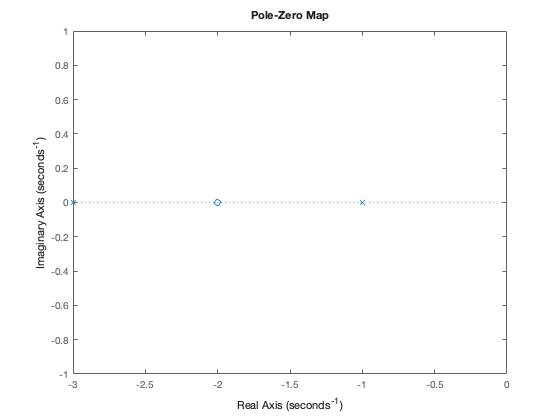 Pole-Zero Map
1
0.8
0.6
0.4
0.2
0
-0.2
-0.4
-0.6
-0.8
-1
Imaginary Axis (seconds⁻¹)
-3 -2.5 -2 -1.5 -1 -0.5 0
Real Axis (seconds⁻¹)